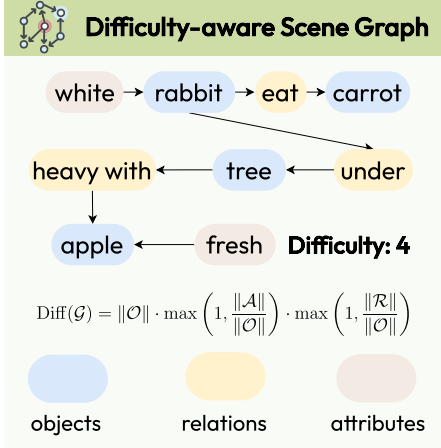 Difficulty-aware Scene Graph
white rabbit eat carrot
heavy with tree under
apple fresh Difficulty: 4
Diff(𝒢) = ‖𝒪‖ · max (1, ‖𝒜‖/‖𝒪‖) · max (1, ‖ℛ‖/‖𝒪‖)
objects relations attributes